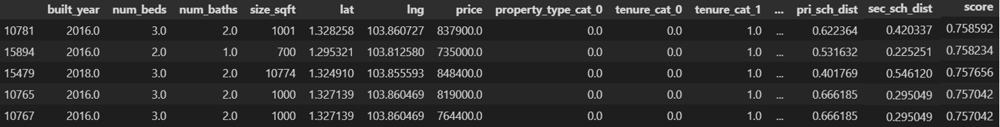 built_year num_beds num_baths size_sqft lat lng price property_type_cat_0 tenure_cat_0 tenure_cat_1 ... pri_sch_dist sec_sch_dist score
10781 2016.0 3.0 2.0 1001 1.328258 103.860727 837900.0 0.0 0.0 1.0 ... 0.622364 0.420337 0.758592
15894 2016.0 2.0 1.0 700 1.295321 103.812580 735000.0 0.0 0.0 1.0 ... 0.531632 0.225251 0.758234
15479 2018.0 3.0 2.0 10774 1.324910 103.855593 848400.0 0.0 0.0 1.0 ... 0.401769 0.546120 0.757656
10765 2016.0 3.0 2.0 1000 1.327139 103.860469 819000.0 0.0 0.0 1.0 ... 0.666185 0.295049 0.757042
10767 2016.0 3.0 2.0 1000 1.327139 103.860469 764400.0 0.0 0.0 1.0 ... 0.666185 0.295049 0.757042